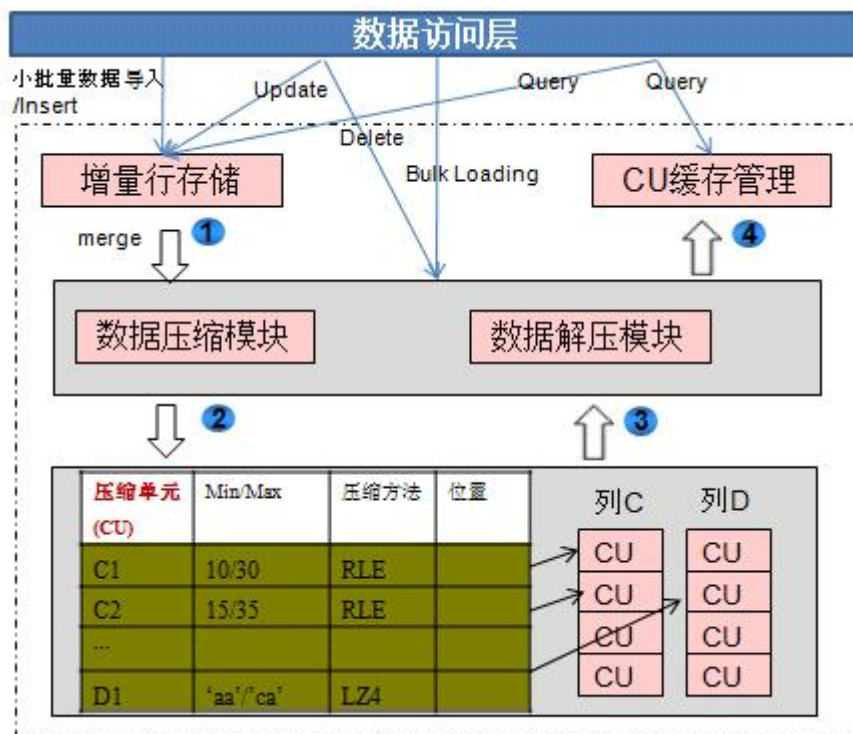 数据访问层
小批量数据导入
/Insert
Update
Query
Query
Delete
Bulk Loading
增量行存储
CU缓存管理
merge
1
4
数据压缩模块
数据解压模块
2
3
压缩单元
(CU)
Min/Max
压缩方法
位置
列C
列D
C1
10/30
RLE
CU
CU
C2
15/35
RLE
CU
CU
...
CU
CU
D1
‘aa’/’ca’
LZ4
CU
CU